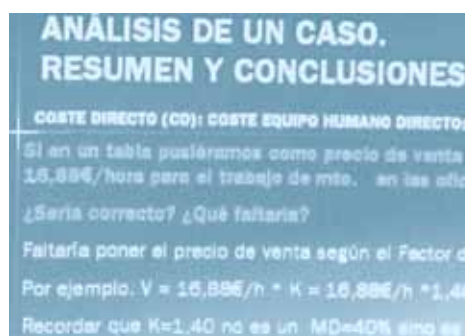 ANÁLISIS DE UN CASO.
RESUMEN Y CONCLUSIONES
COSTE DIRECTO (CD): COSTE EQUIPO HUMANO DIRECTO:
Si en un tabla pusiéramos como precio de venta
16,88€/hora para el trabajo de mto. en las
¿Sería correcto? ¿Qué faltaría?
Faltaría poner el precio de venta según el Factor
Por ejemplo. V = 16,88€/h * K = 16,88€/h *1,4
Recordar que K=1,40 no es un MD=40% sino